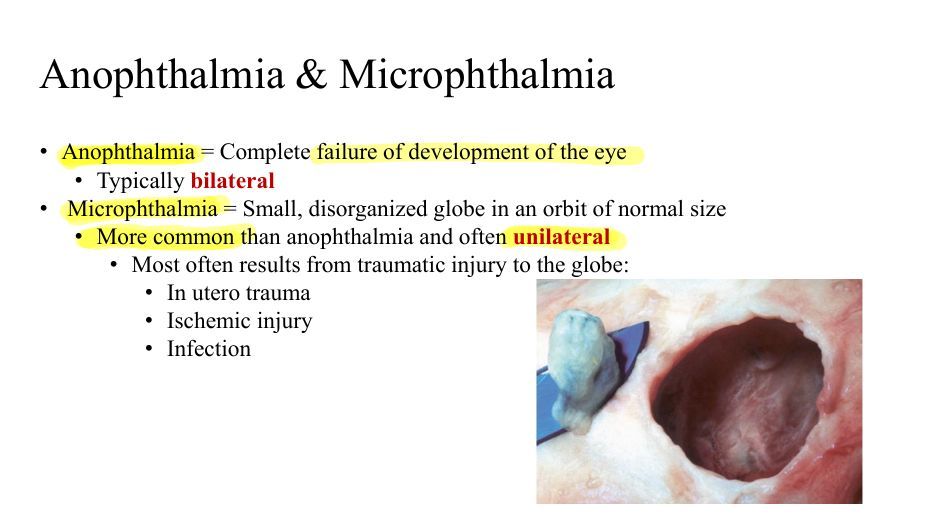 Anophthalmia & Microphthalmia
• Anophthalmia = Complete failure of development of the eye
• Typically bilateral
• Microphthalmia = Small, disorganized globe in an orbit of normal size
• More common than anophthalmia and often unilateral
• Most often results from traumatic injury to the globe:
• In utero trauma
• Ischemic injury
• Infection